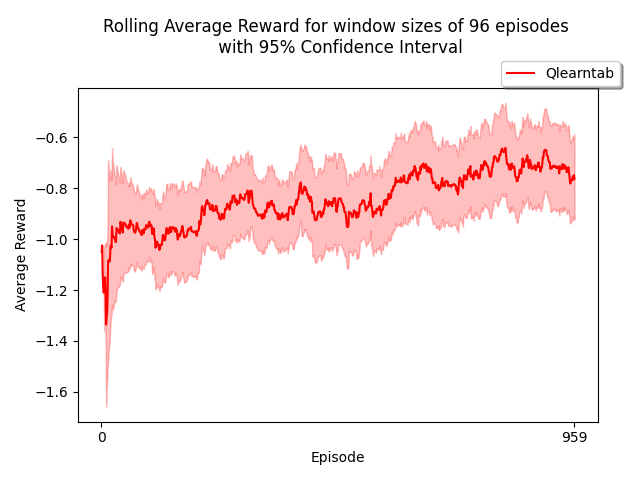 Rolling Average Reward for window sizes of 96 episodes
with 95% Confidence Interval
Qlearntab
−0.6
−0.8
−1.0
−1.2
−1.4
−1.6
Average Reward
0
959
Episode